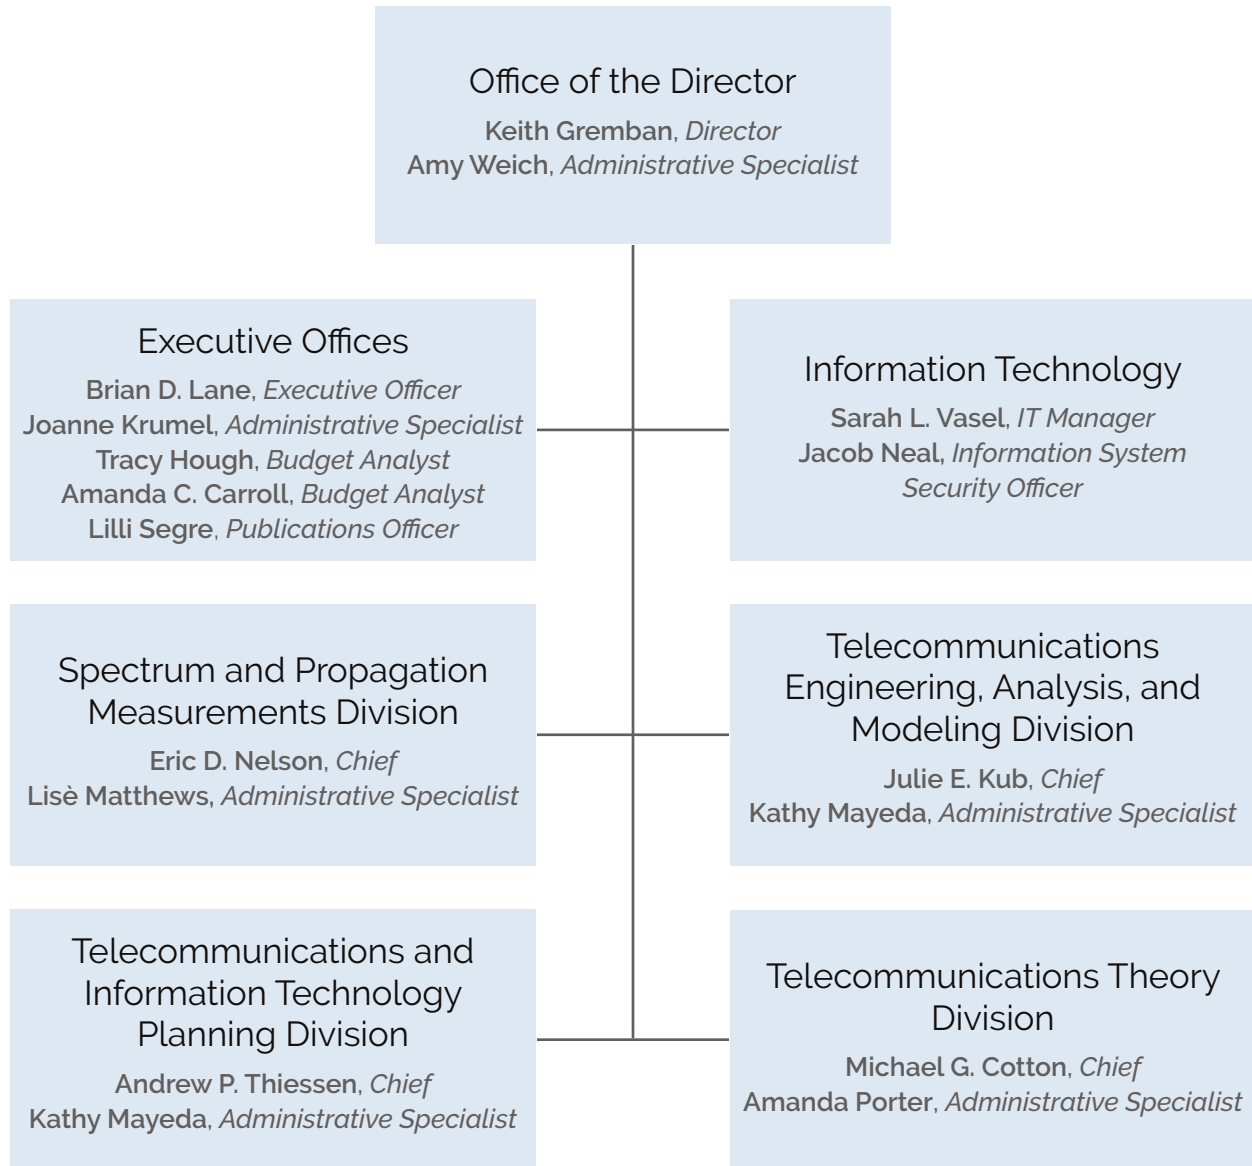 Office of the Director
Keith Gremban, Director
Amy Weich, Administrative Specialist
Executive Offices
Brian D. Lane, Executive Officer
Joanne Krumel, Administrative Specialist
Tracy Hough, Budget Analyst
Amanda C. Carroll, Budget Analyst
Lilli Segre, Publications Officer
Information Technology
Sarah L. Vasel, IT Manager
Jacob Neal, Information System
Security Officer
Spectrum and Propagation
Measurements Division
Eric D. Nelson, Chief
Lisè Matthews, Administrative Specialist
Telecommunications
Engineering, Analysis, and
Modeling Division
Julie E. Kub, Chief
Kathy Mayeda, Administrative Specialist
Telecommunications and
Information Technology
Planning Division
Andrew P. Thiessen, Chief
Kathy Mayeda, Administrative Specialist
Telecommunications Theory
Division
Michael G. Cotton, Chief
Amanda Porter, Administrative Specialist